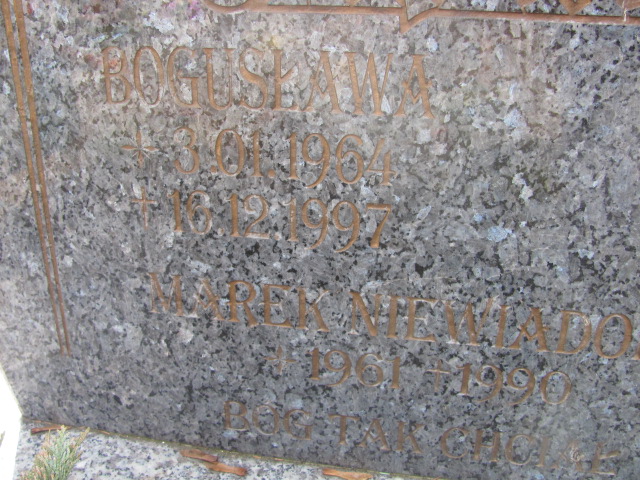 BOGUSŁAWA
* 3.01.1964
+ 16.12.1997
MAREK NIEWIADO
* 1961 + 1990
BÓG TAK CHCIAŁ